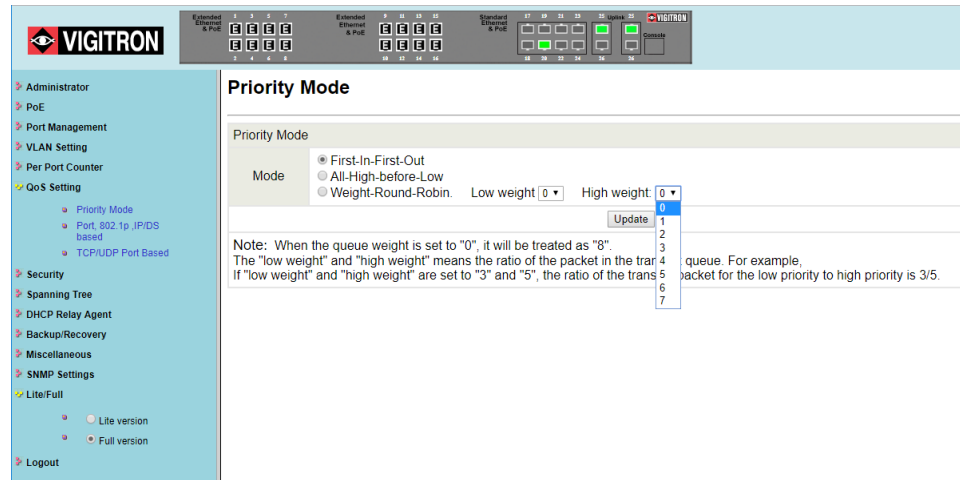 VIGITRON
Extended Ethernet & PoE
1 3 5 7
E E E E
E E E E
2 4 6 8
Extended Ethernet & PoE
9 11 13 15
E E E E
E E E E
10 12 14 16
Standard Ethernet & PoE
17 19 21 23
18 20 22 24
25 Uplink 25
26 26
VIGITRON
Console
Administrator
PoE
Port Management
VLAN Setting
Per Port Counter
QoS Setting
Priority Mode
Port, 802.1p ,IP/DS
based
TCP/UDP Port Based
Security
Spanning Tree
DHCP Relay Agent
Backup/Recovery
Miscellaneous
SNMP Settings
Lite/Full
Lite version
Full version
Logout
Priority Mode
Priority Mode
Mode
First-In-First-Out
All-High-before-Low
Weight-Round-Robin. Low weight 0 High weight: 0
0
1
2
3
4
5
6
7
Update
Note: When the queue weight is set to "0", it will be treated as "8".
The "low weight" and "high weight" means the ratio of the packet in the tran queue. For example,
If "low weight" and "high weight" are set to "3" and "5", the ratio of the trans packet for the low priority to high priority is 3/5.